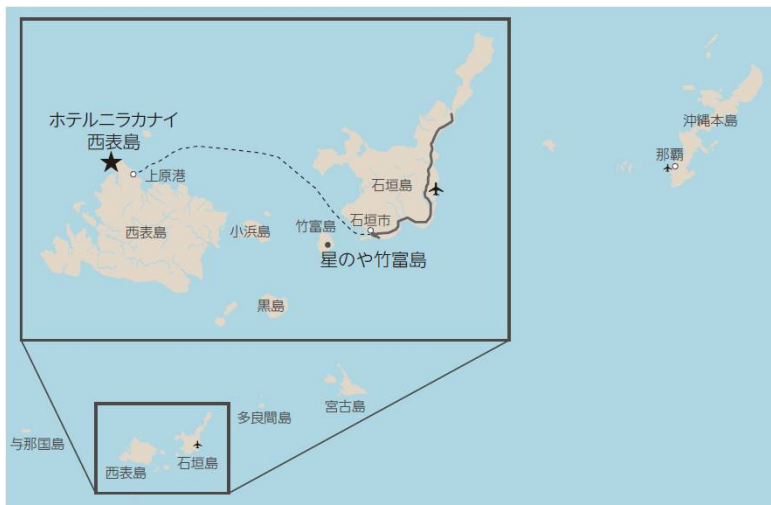 ホテルニラカナイ
西表島
上原港
西表島
小浜島
竹富島
石垣島
石垣市
星のや竹富島
黒島
沖縄本島
那覇
与那国島
西表島
石垣島
多良間島
宮古島